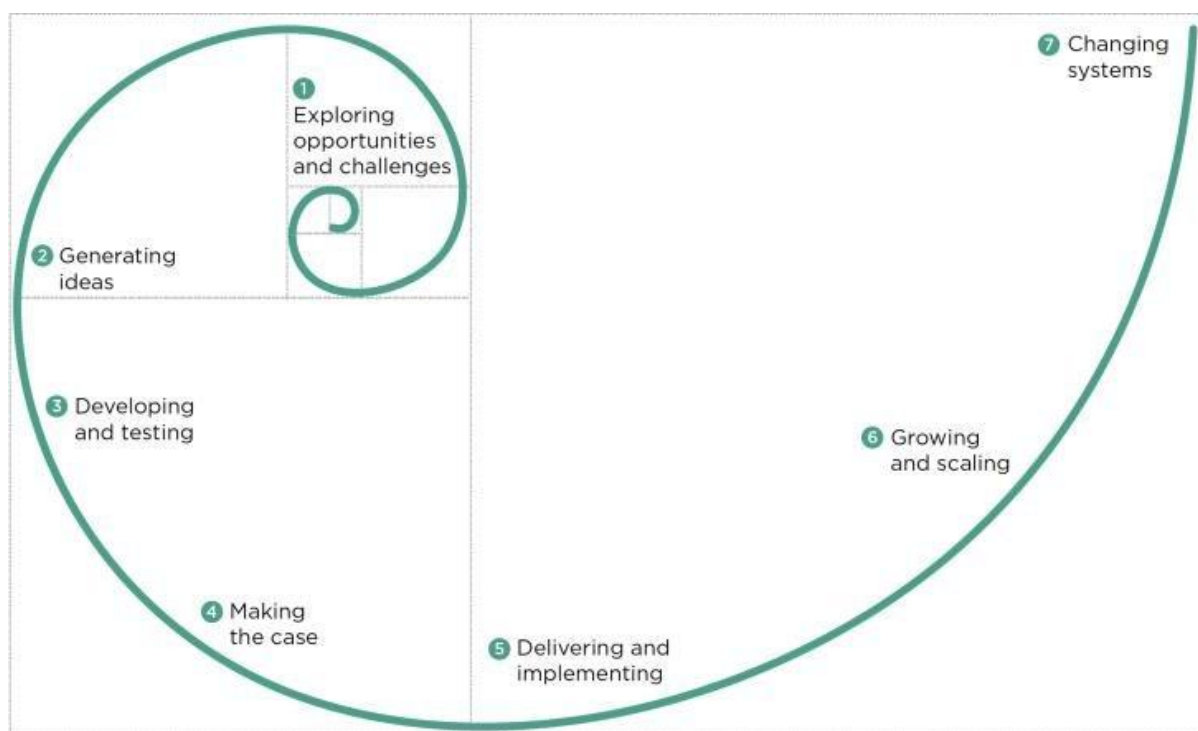 1
Exploring
opportunities
and challenges
2 Generating
ideas
3 Developing
and testing
4 Making
the case
5 Delivering and
implementing
6 Growing
and scaling
7 Changing
systems